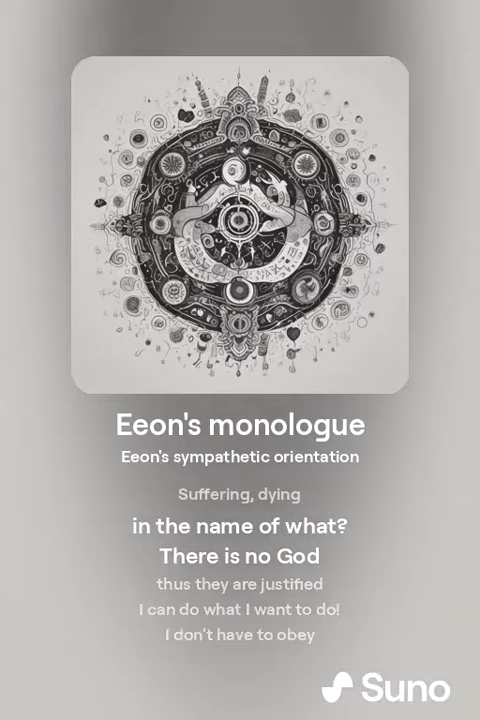 Eeon's monologue
Eeon's sympathetic orientation
Suffering, dying
in the name of what?
There is no God
thus they are justified
I can do what I want to do!
I don't have to obey
Suno